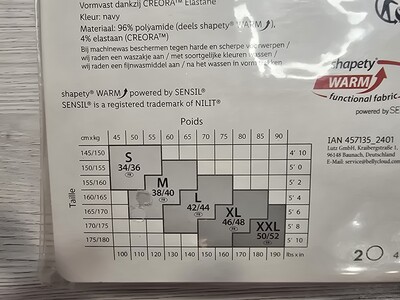 Vormvast dankzij CREORA™ Elastane
Kleur: navy
Materiaal: 96% polyamide (deels shapety® WARM),
4% elastaan (CREORA™)
Bij machinewas beschermen tegen harde en scherpe voorwerpen /
wij raden een waszakje aan / met soortgelijke kleuren wassen /
wij raden een fijnwasmiddel aan / na het wassen in vorm trekken
shapety® WARM powered by SENSIL®
SENSIL® is registered trademark of NILIT®
shapety®
WARM
functional fabric
powered by SE
IAN 457135_2401
Lutz GmbH, Kraibergstraße 1,
96148 Baunach, Deutschland
E-Mail: service@bellycloud.com
Poids
cm x kg 45 50 55 60 65 70 75 80 85 90
145/150 4' 10
150/155 5' 0
155/160 5' 2
160/165 5' 4
165/170 5' 6
170/175 5' 8
175/180 5' 10
Taille
S
34/36
M
38/40
L
42/44
XL
46/48
XXL
50/52
100 110 120 130 140 150 160 170 180 190 lbs x in
2
4